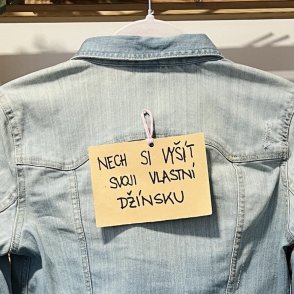 NECH SI VYŠÍT
SVOJI VLASTNÍ
DŽÍNSKU